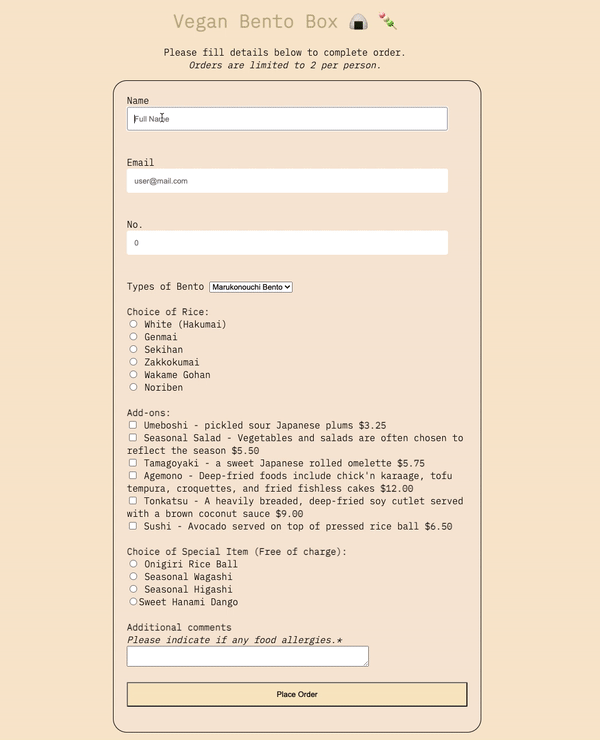 Vegan Bento Box 🍙 🍡
Please fill details below to complete order.
Orders are limited to 2 per person.
Name
Full Name
Email
user@mail.com
No.
0
Types of Bento Marukonouchi Bento
Choice of Rice:
White (Hakumai)
Genmai
Sekihan
Zakkokumai
Wakame Gohan
Noriben
Add-ons:
Umeboshi - pickled sour Japanese plums $3.25
Seasonal Salad - Vegetables and salads are often chosen to
reflect the season $5.50
Tamagoyaki - a sweet Japanese rolled omelette $5.75
Agemono - Deep-fried foods include chick'n karaage, tofu
tempura, croquettes, and fried fishless cakes $12.00
Tonkatsu - A heavily breaded, deep-fried soy cutlet served
with a brown coconut sauce $9.00
Sushi - Avocado served on top of pressed rice ball $6.50
Choice of Special Item (Free of charge):
Onigiri Rice Ball
Seasonal Wagashi
Seasonal Higashi
Sweet Hanami Dango
Additional comments
Please indicate if any food allergies.*
Place Order